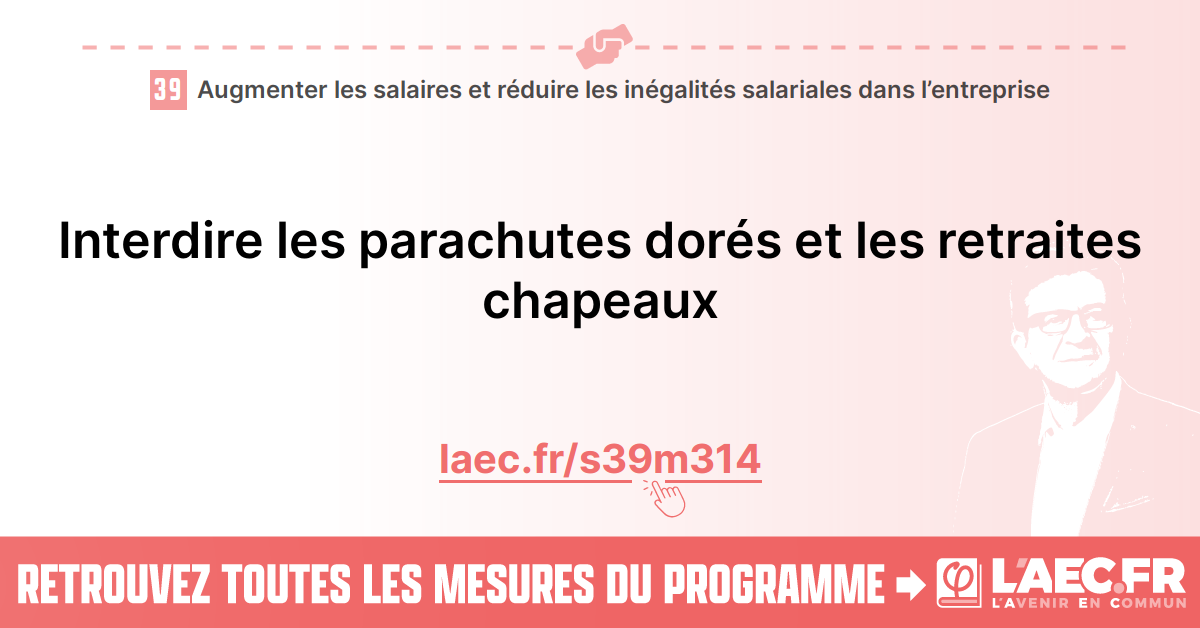 39 Augmenter les salaires et réduire les inégalités salariales dans l’entreprise
Interdire les parachutes dorés et les retraites
chapeaux
laec.fr/s39m314
RETROUVEZ TOUTES LES MESURES DU PROGRAMME
φ L'AEC.FR
L'AVENIR EN COMMUN